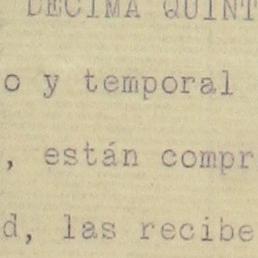 DECIMA QUINT
o y temporal
, están compr
d, las recibe